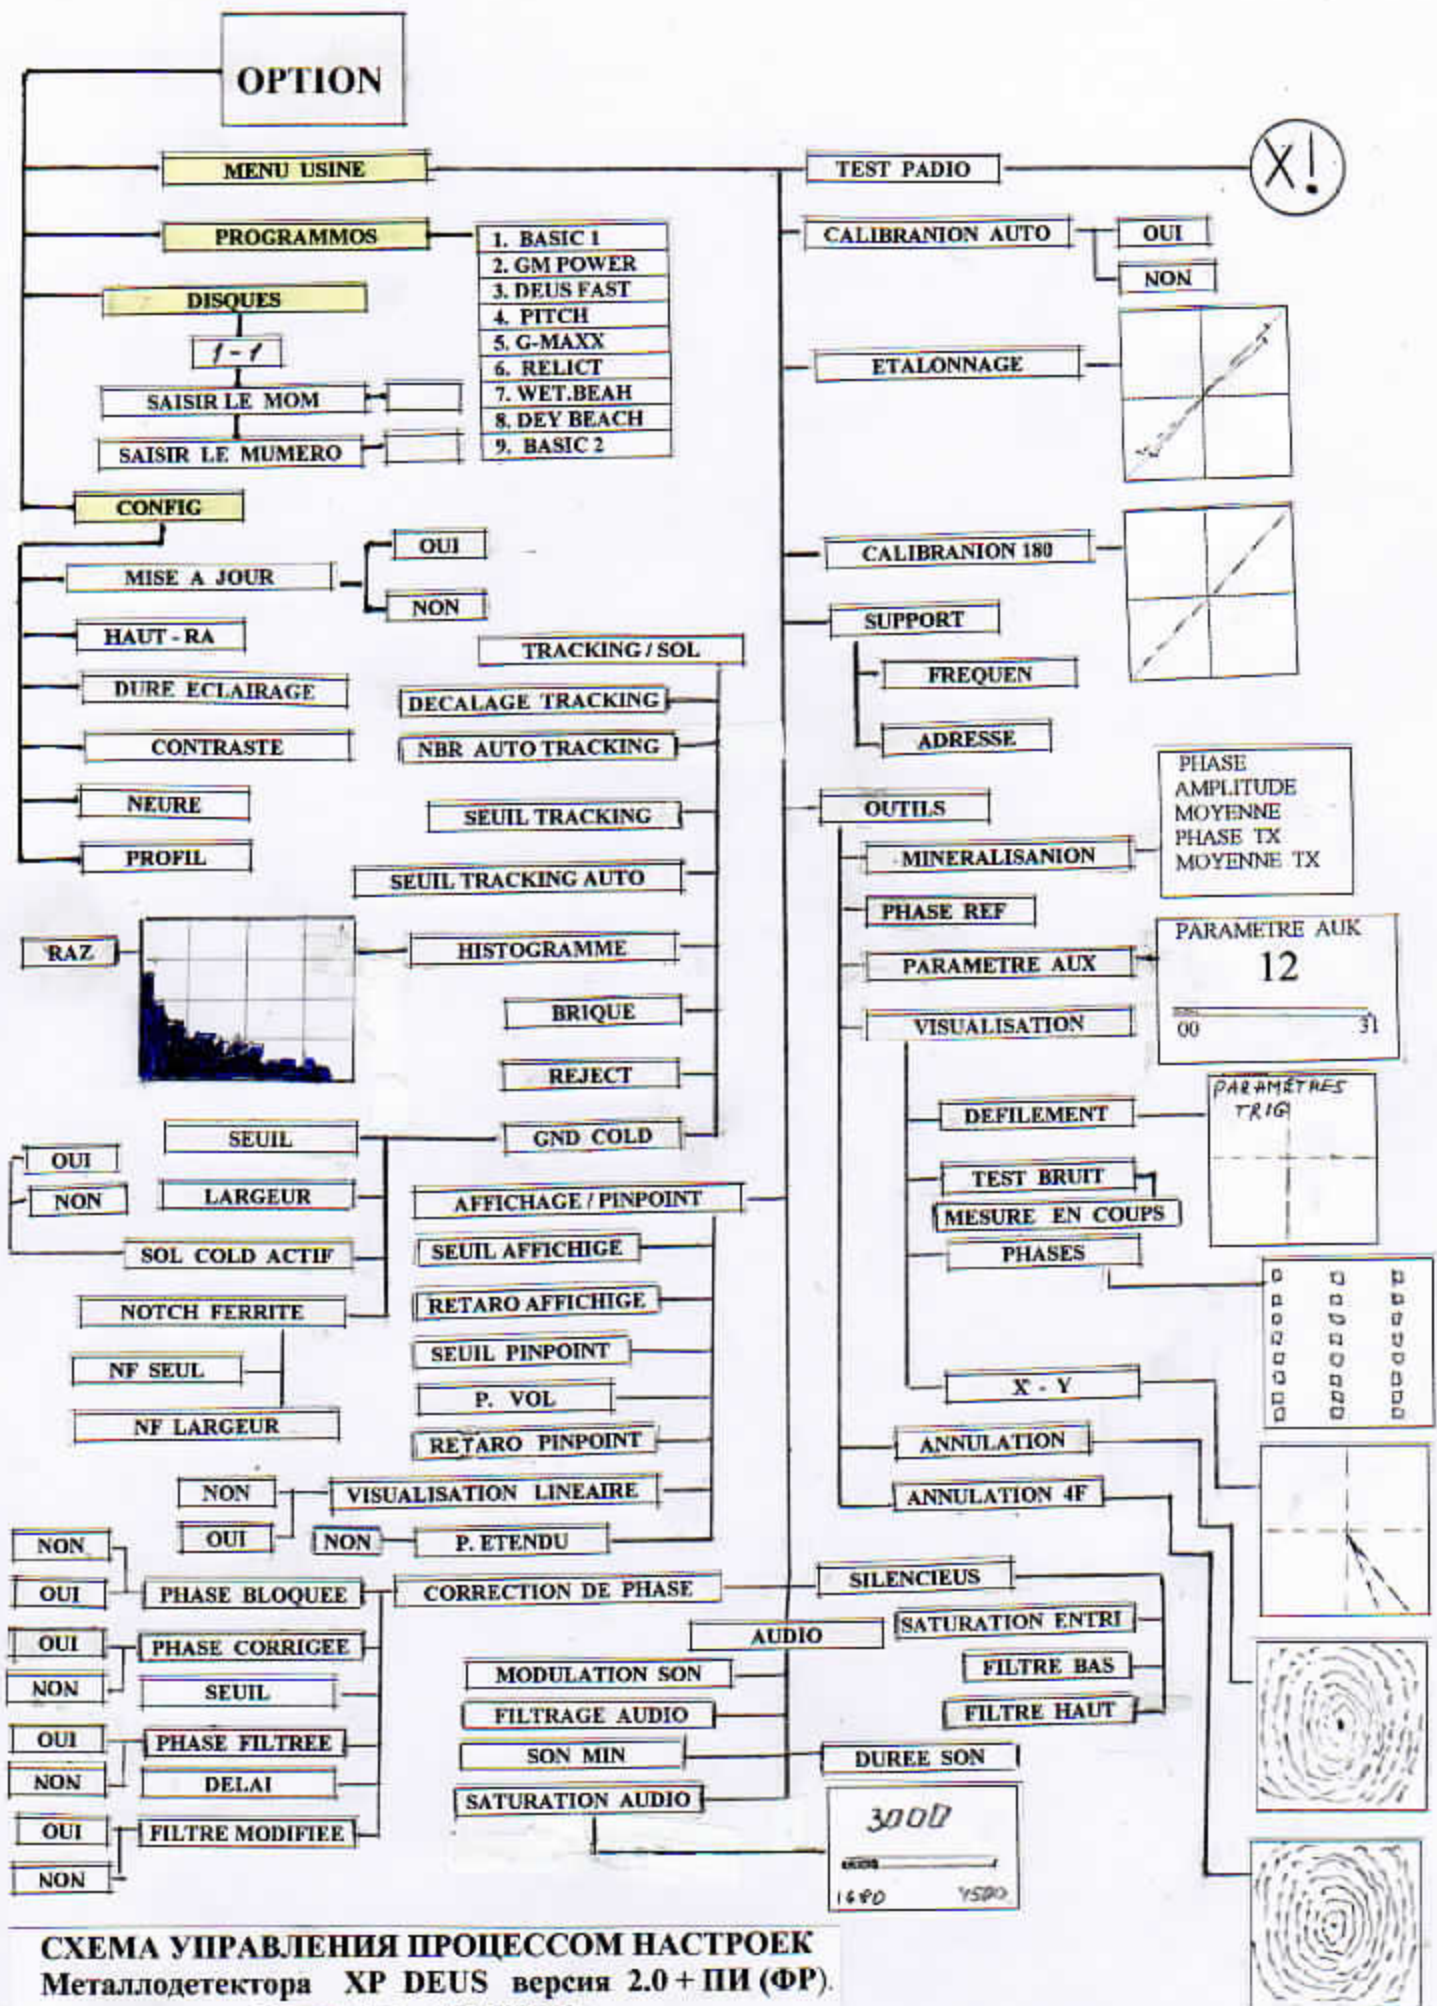 OPTION
MENU USINE
PROGRAMMOS
1. BASIC 1
2. GM POWER
3. DEUS FAST
4. PITCH
5. G-MAXX
6. RELICT
7. WET.BEAH
8. DEY BEACH
9. BASIC 2
DISQUES
1-1
SAISIR LE MOM
SAISIR LE MUMERO
CONFIG
MISE A JOUR
OUI
NON
HAUT - RA
DURE ECLAIRAGE
CONTRASTE
NEURE
PROFIL
TRACKING / SOL
DECALAGE TRACKING
NBR AUTO TRACKING
SEUIL TRACKING
SEUIL TRACKING AUTO
HISTOGRAMME
RAZ
BRIQUE
REJECT
GND COLD
SEUIL
LARGEUR
SOL COLD ACTIF
OUI
NON
NOTCH FERRITE
NF SEUL
NF LARGEUR
AFFICHAGE / PINPOINT
SEUIL AFFICHIGE
RETARO AFFICHIGE
SEUIL PINPOINT
P. VOL
RETARO PINPOINT
VISUALISATION LINEAIRE
NON
OUI
P. ETENDU
NON
CORRECTION DE PHASE
PHASE BLOQUEE
NON
OUI
PHASE CORRIGEE
OUI
NON
SEUIL
PHASE FILTREE
OUI
NON
DELAI
FILTRE MODIFIEE
OUI
NON
SILENCIEUS
SATURATION ENTRI
FILTRE BAS
FILTRE HAUT
AUDIO
MODULATION SON
FILTRAGE AUDIO
SON MIN
DUREE SON
SATURATION AUDIO
3000
1680 4580
TEST PADIO
X!
CALIBRANION AUTO
OUI
NON
ETALONNAGE
CALIBRANION 180
SUPPORT
FREQUEN
ADRESSE
OUTILS
MINERALISANION
PHASE
AMPLITUDE
MOYENNE
PHASE TX
MOYENNE TX
PHASE REF
PARAMETRE AUX
PARAMETRE AUK
12
00 31
VISUALISATION
DEFILEMENT
PARAMÉTRES
TRIG
TEST BRUIT
MESURE EN COUPS
PHASES
X - Y
ANNULATION
ANNULATION 4F
СХЕМА УПРАВЛЕНИЯ ПРОЦЕССОМ НАСТРОЕК
Металлодетектора XP DEUS версия 2.0 + ПИ (ФР).